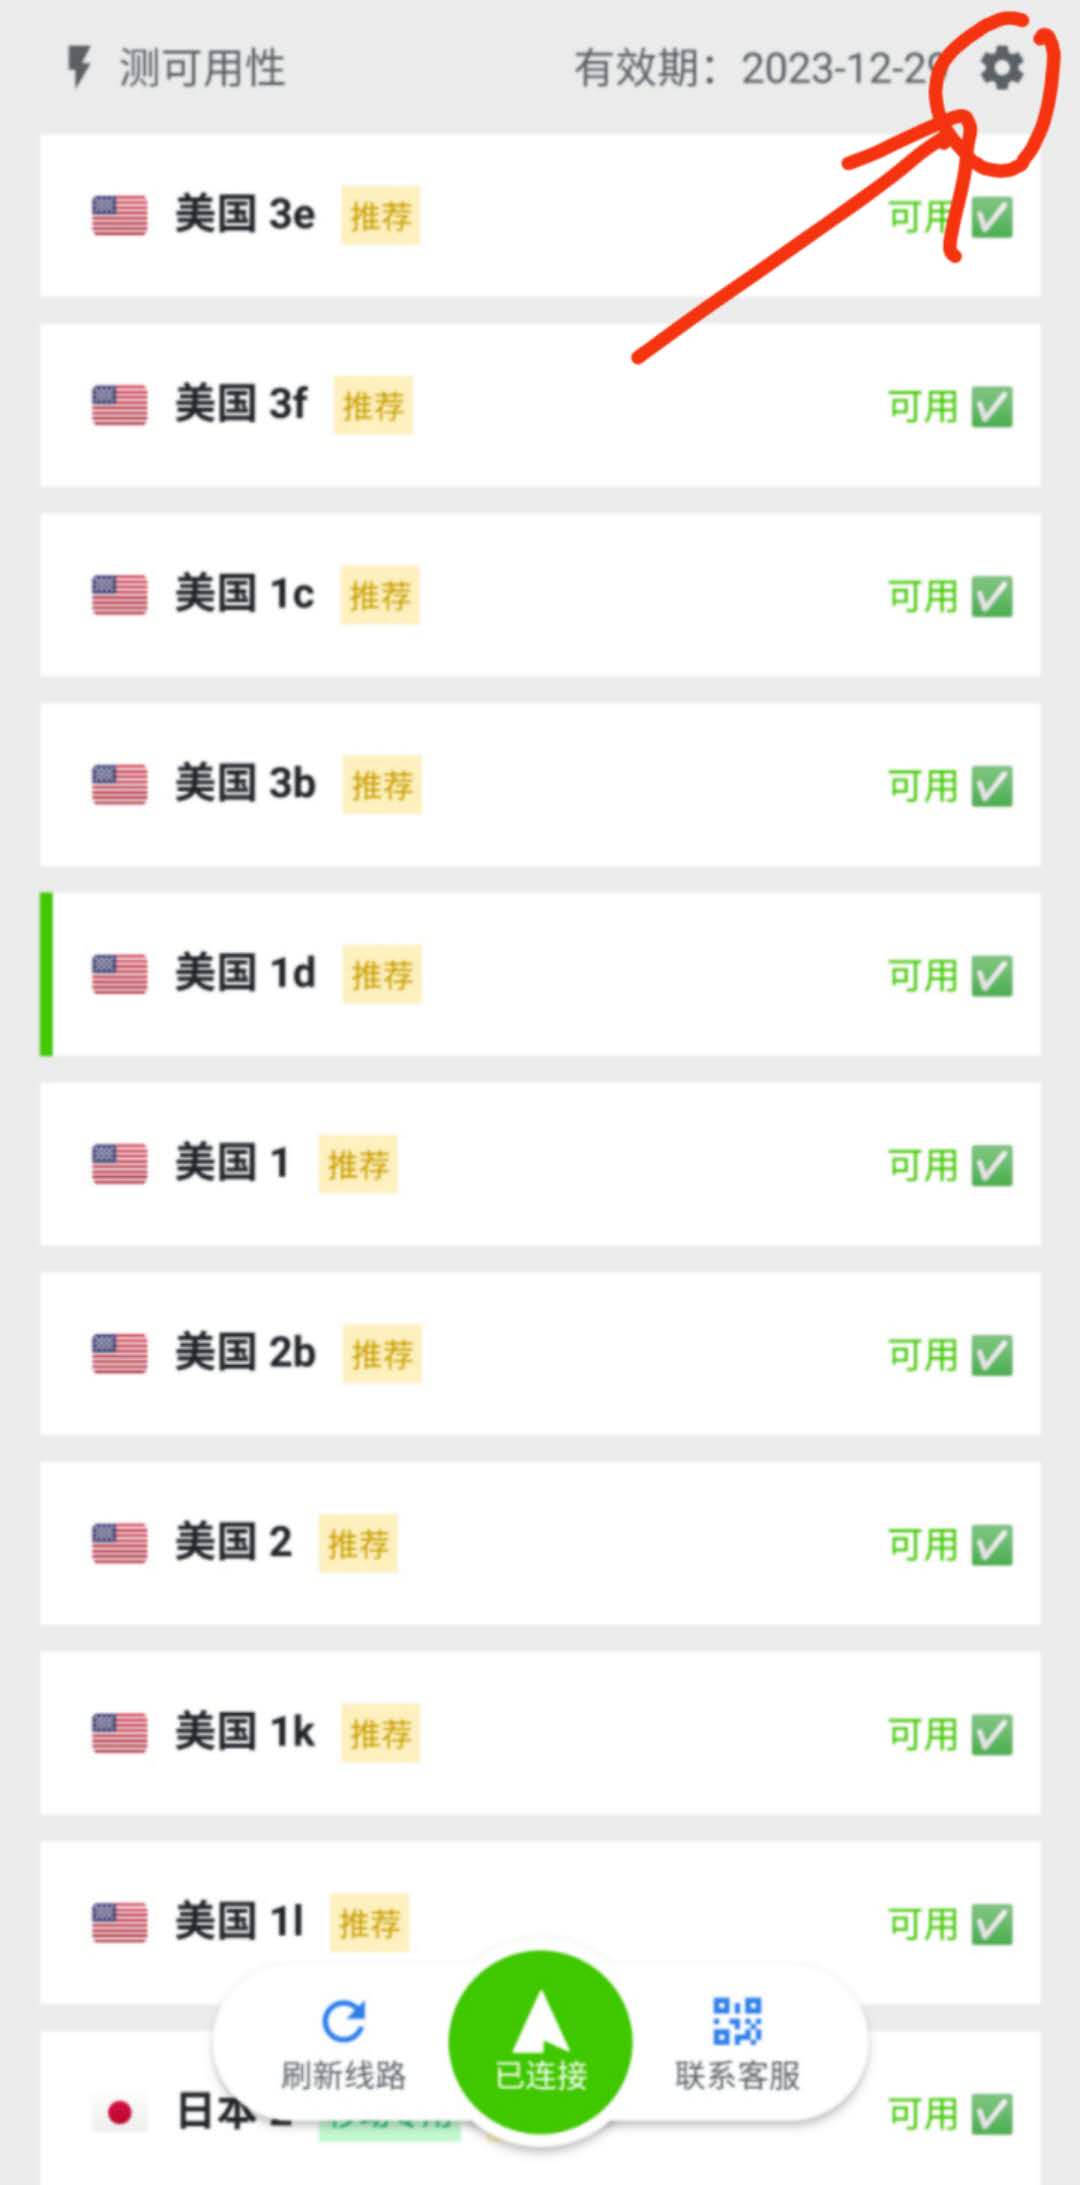 测可用性 有效期：2023-12-29
美国 3e 推荐 可用
美国 3f 推荐 可用
美国 1c 推荐 可用
美国 3b 推荐 可用
美国 1d 推荐 可用
美国 1 推荐 可用
美国 2b 推荐 可用
美国 2 推荐 可用
美国 1k 推荐 可用
美国 1l 推荐 可用
刷新线路 已连接 联系客服
日本 2 移动专用 可用